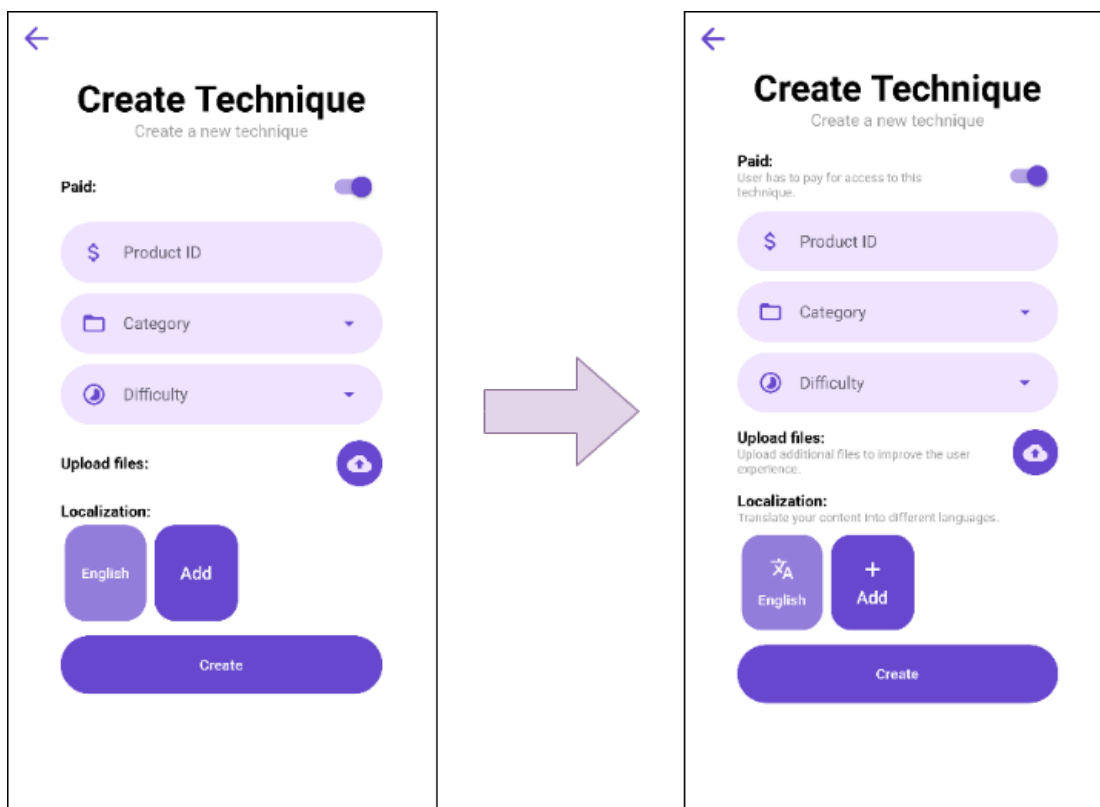 Create Technique
Create a new technique
Paid:
Product ID
Category
Difficulty
Upload files:
Localization:
English
Add
Create
Create Technique
Create a new technique
Paid:
User has to pay for access to this
technique.
Product ID
Category
Difficulty
Upload files:
Upload additional files to improve the user
experience.
Localization:
Translate your content into different languages.
English
Add
Create